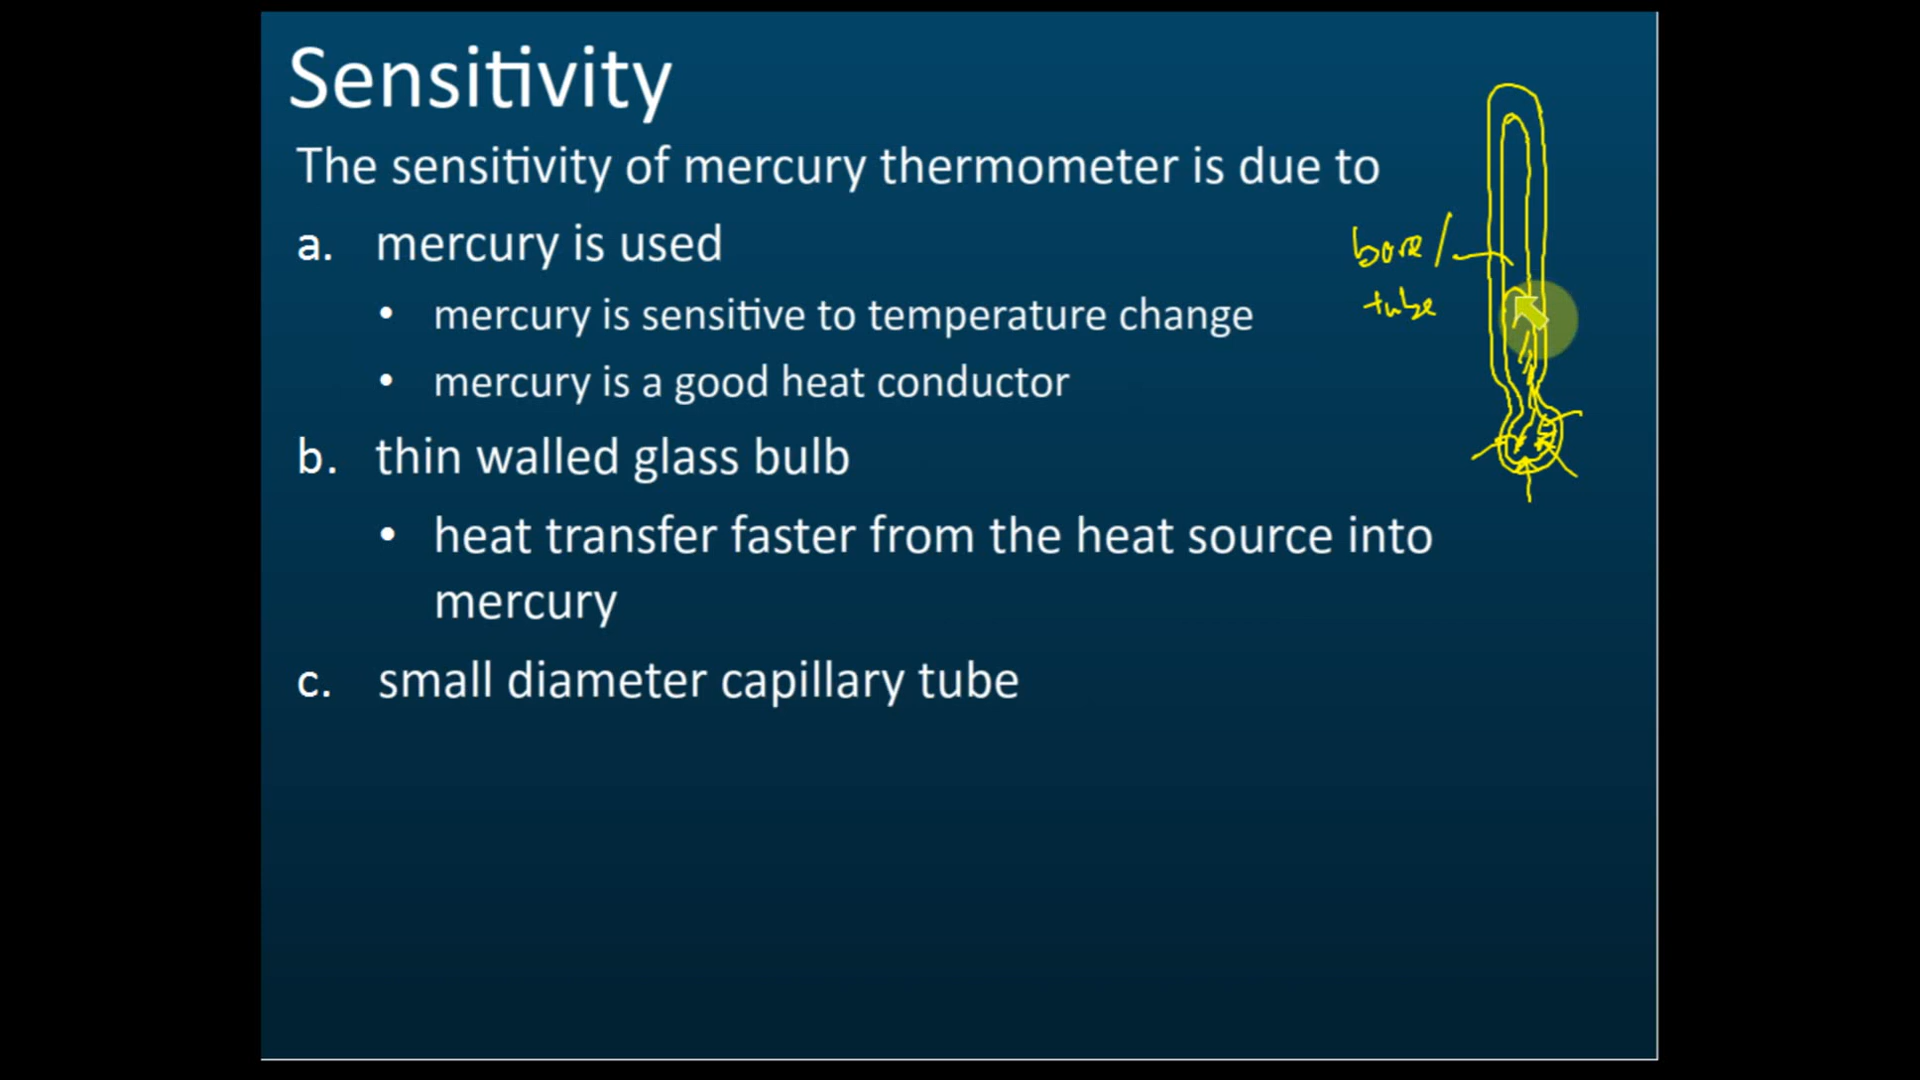 Sensitivity
The sensitivity of mercury thermometer is due to
a. mercury is used
• mercury is sensitive to temperature change
• mercury is a good heat conductor
b. thin walled glass bulb
• heat transfer faster from the heat source into
mercury
c. small diameter capillary tube
bore/
tube